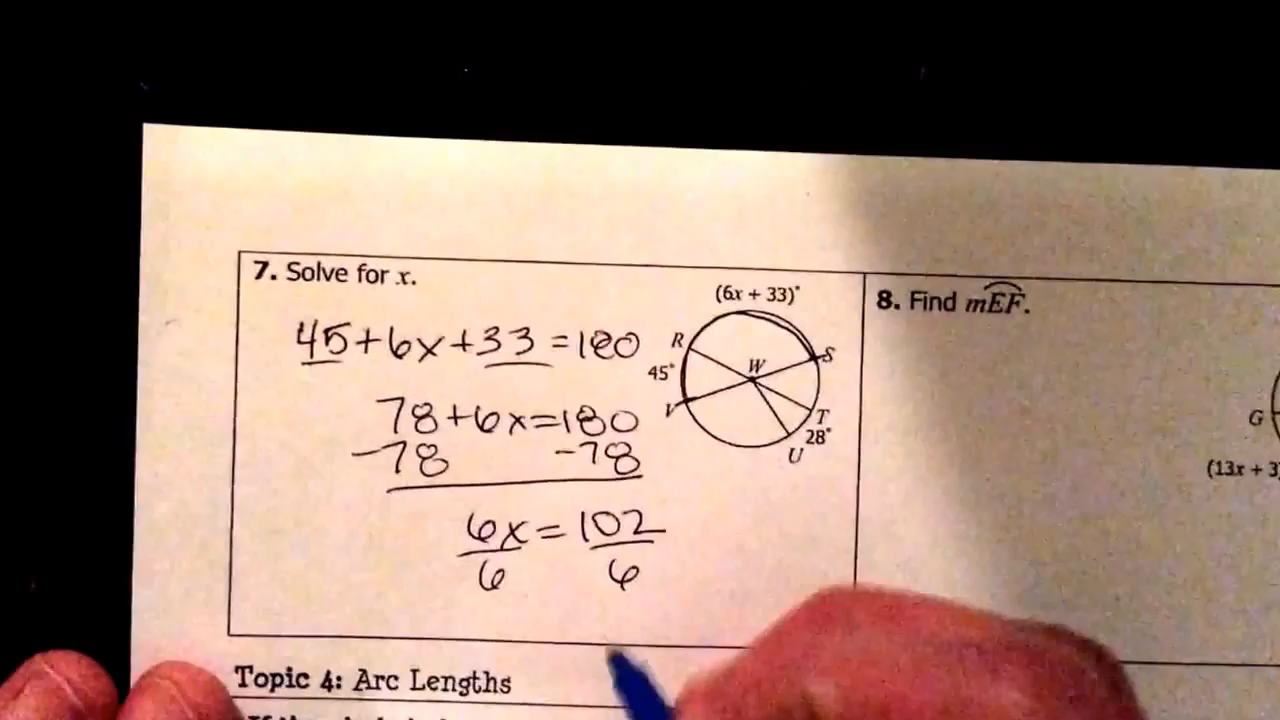 7. Solve for x.
45+6x+33=180
78+6x=180
-78 -78
6x=102
6 6
(6x + 33)°
R
S
45°
W
V
T
28°
U
8. Find mEF.
G
(13x + 3
Topic 4: Arc Lengths